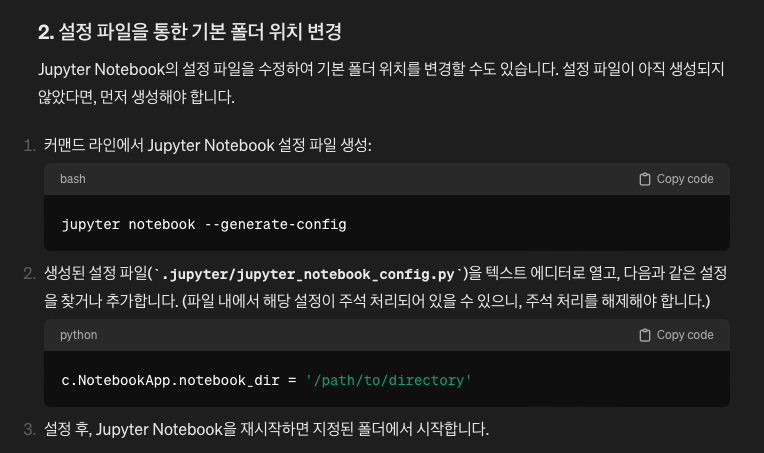 2. 설정 파일을 통한 기본 폴더 위치 변경
Jupyter Notebook의 설정 파일을 수정하여 기본 폴더 위치를 변경할 수도 있습니다. 설정 파일이 아직 생성되지
않았다면, 먼저 생성해야 합니다.
1. 커맨드 라인에서 Jupyter Notebook 설정 파일 생성:
bash Copy code
jupyter notebook --generate-config
2. 생성된 설정 파일(`.jupyter/jupyter_notebook_config.py`)을 텍스트 에디터로 열고, 다음과 같은 설정
을 찾거나 추가합니다. (파일 내에서 해당 설정이 주석 처리되어 있을 수 있으니, 주석 처리를 해제해야 합니다.)
python Copy code
c.NotebookApp.notebook_dir = '/path/to/directory'
3. 설정 후, Jupyter Notebook을 재시작하면 지정된 폴더에서 시작합니다.